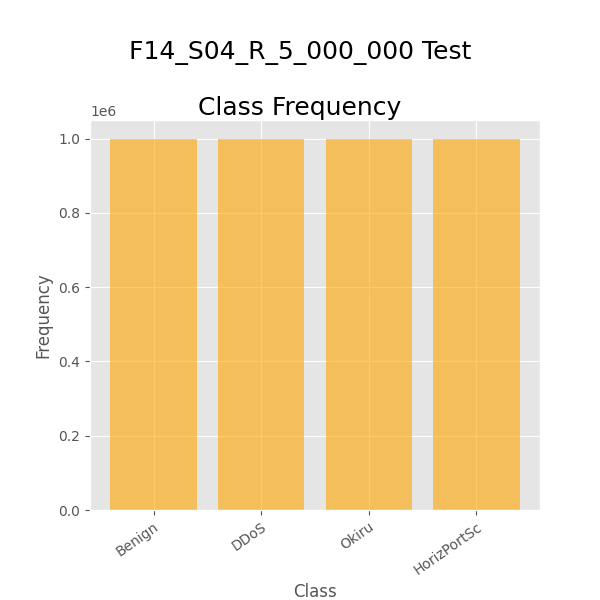 F14_S04_R_5_000_000 Test
Class Frequency
1e6
1.0
0.8
0.6
0.4
0.2
0.0
Frequency
Benign
DDoS
Okiru
HorizPortSc
Class